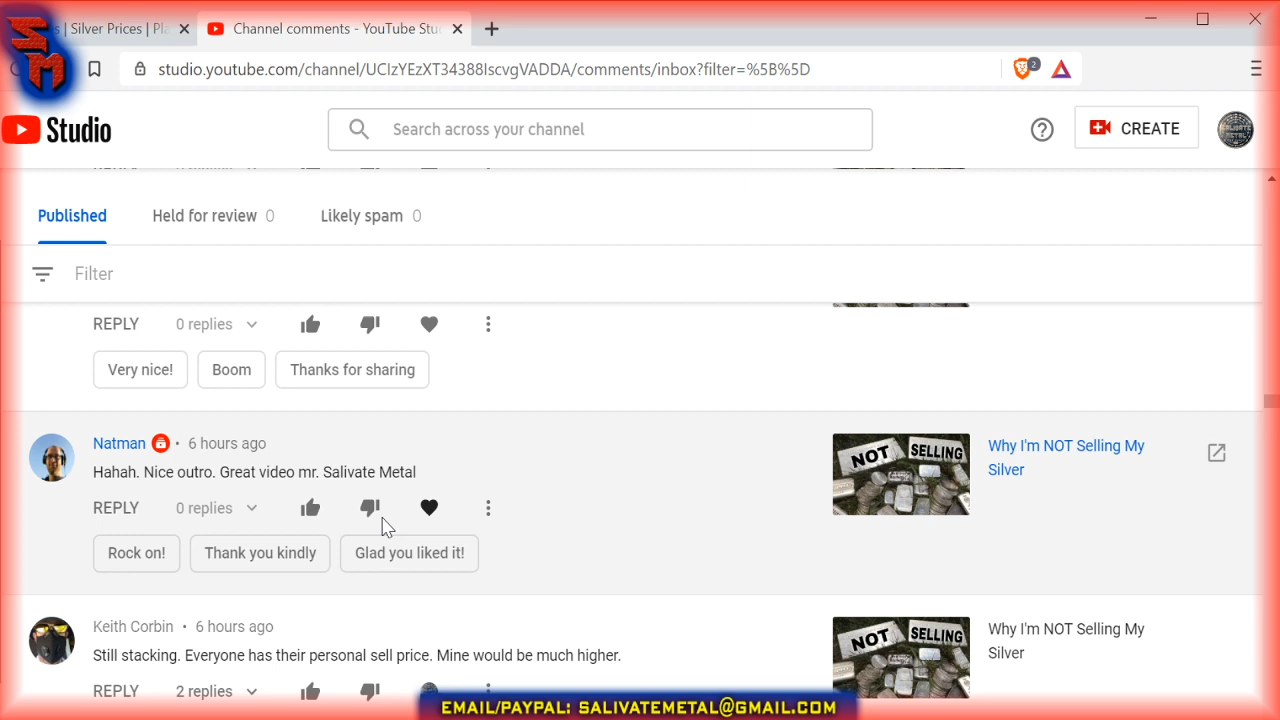 SM
| Silver Prices | Pla
Channel comments - YouTube Stu
studio.youtube.com/channel/UCIzYEzXT34388IscvgVADDA/comments/inbox?filter=%5B%5D
2
Studio
Search across your channel
CREATE
Published
Held for review 0
Likely spam 0
Filter
REPLY
0 replies
Very nice!
Boom
Thanks for sharing
Natman • 6 hours ago
Hahah. Nice outro. Great video mr. Salivate Metal
REPLY
0 replies
Rock on!
Thank you kindly
Glad you liked it!
NOT SELLING
Why I'm NOT Selling My
Silver
Keith Corbin • 6 hours ago
Still stacking. Everyone has their personal sell price. Mine would be much higher.
REPLY
2 replies
NOT SELLING
Why I'm NOT Selling My
Silver
EMAIL/PAYPAL: SALIVATEMETAL@GMAIL.COM